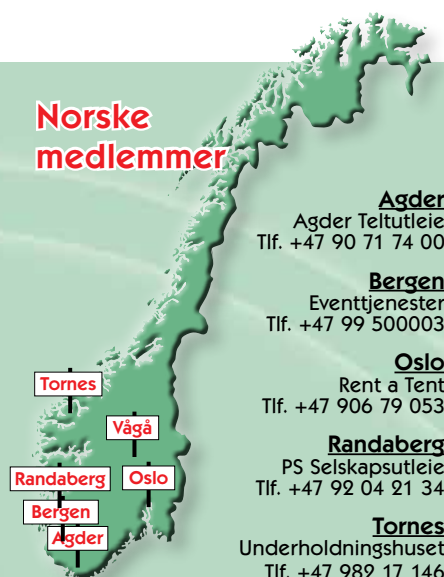 Norske
medlemmer
Agder
Agder Teltutleie
Tlf. +47 90 71 74 00
Bergen
Eventtjenester
Tlf. +47 99 500003
Oslo
Rent a Tent
Tlf. +47 906 79 053
Randaberg
PS Selskapsutleie
Tlf. +47 92 04 21 34
Tornes
Underholdningshuset
Tlf. +47 982 17 146
Tornes
Vågå
Randaberg
Oslo
Bergen
Agder